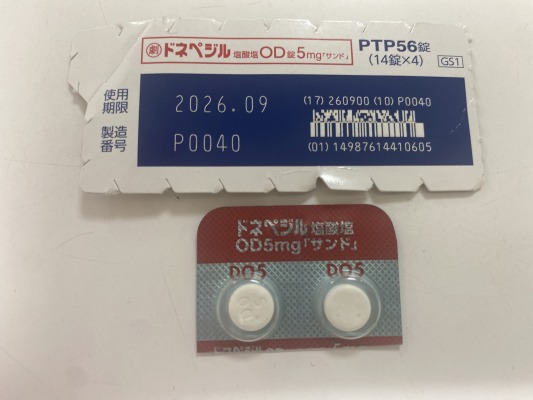 劇 ドネペジル 塩酸塩 OD錠5mg「サンド」
PTP56錠
(14錠×4)
GS1
使用
期限
2026.09
(17) 260900 (10) P0040
製造
番号
P0040
(01) 14987614410605
ドネペジル 塩酸塩
OD5mg「サンド」
DO5
DO5